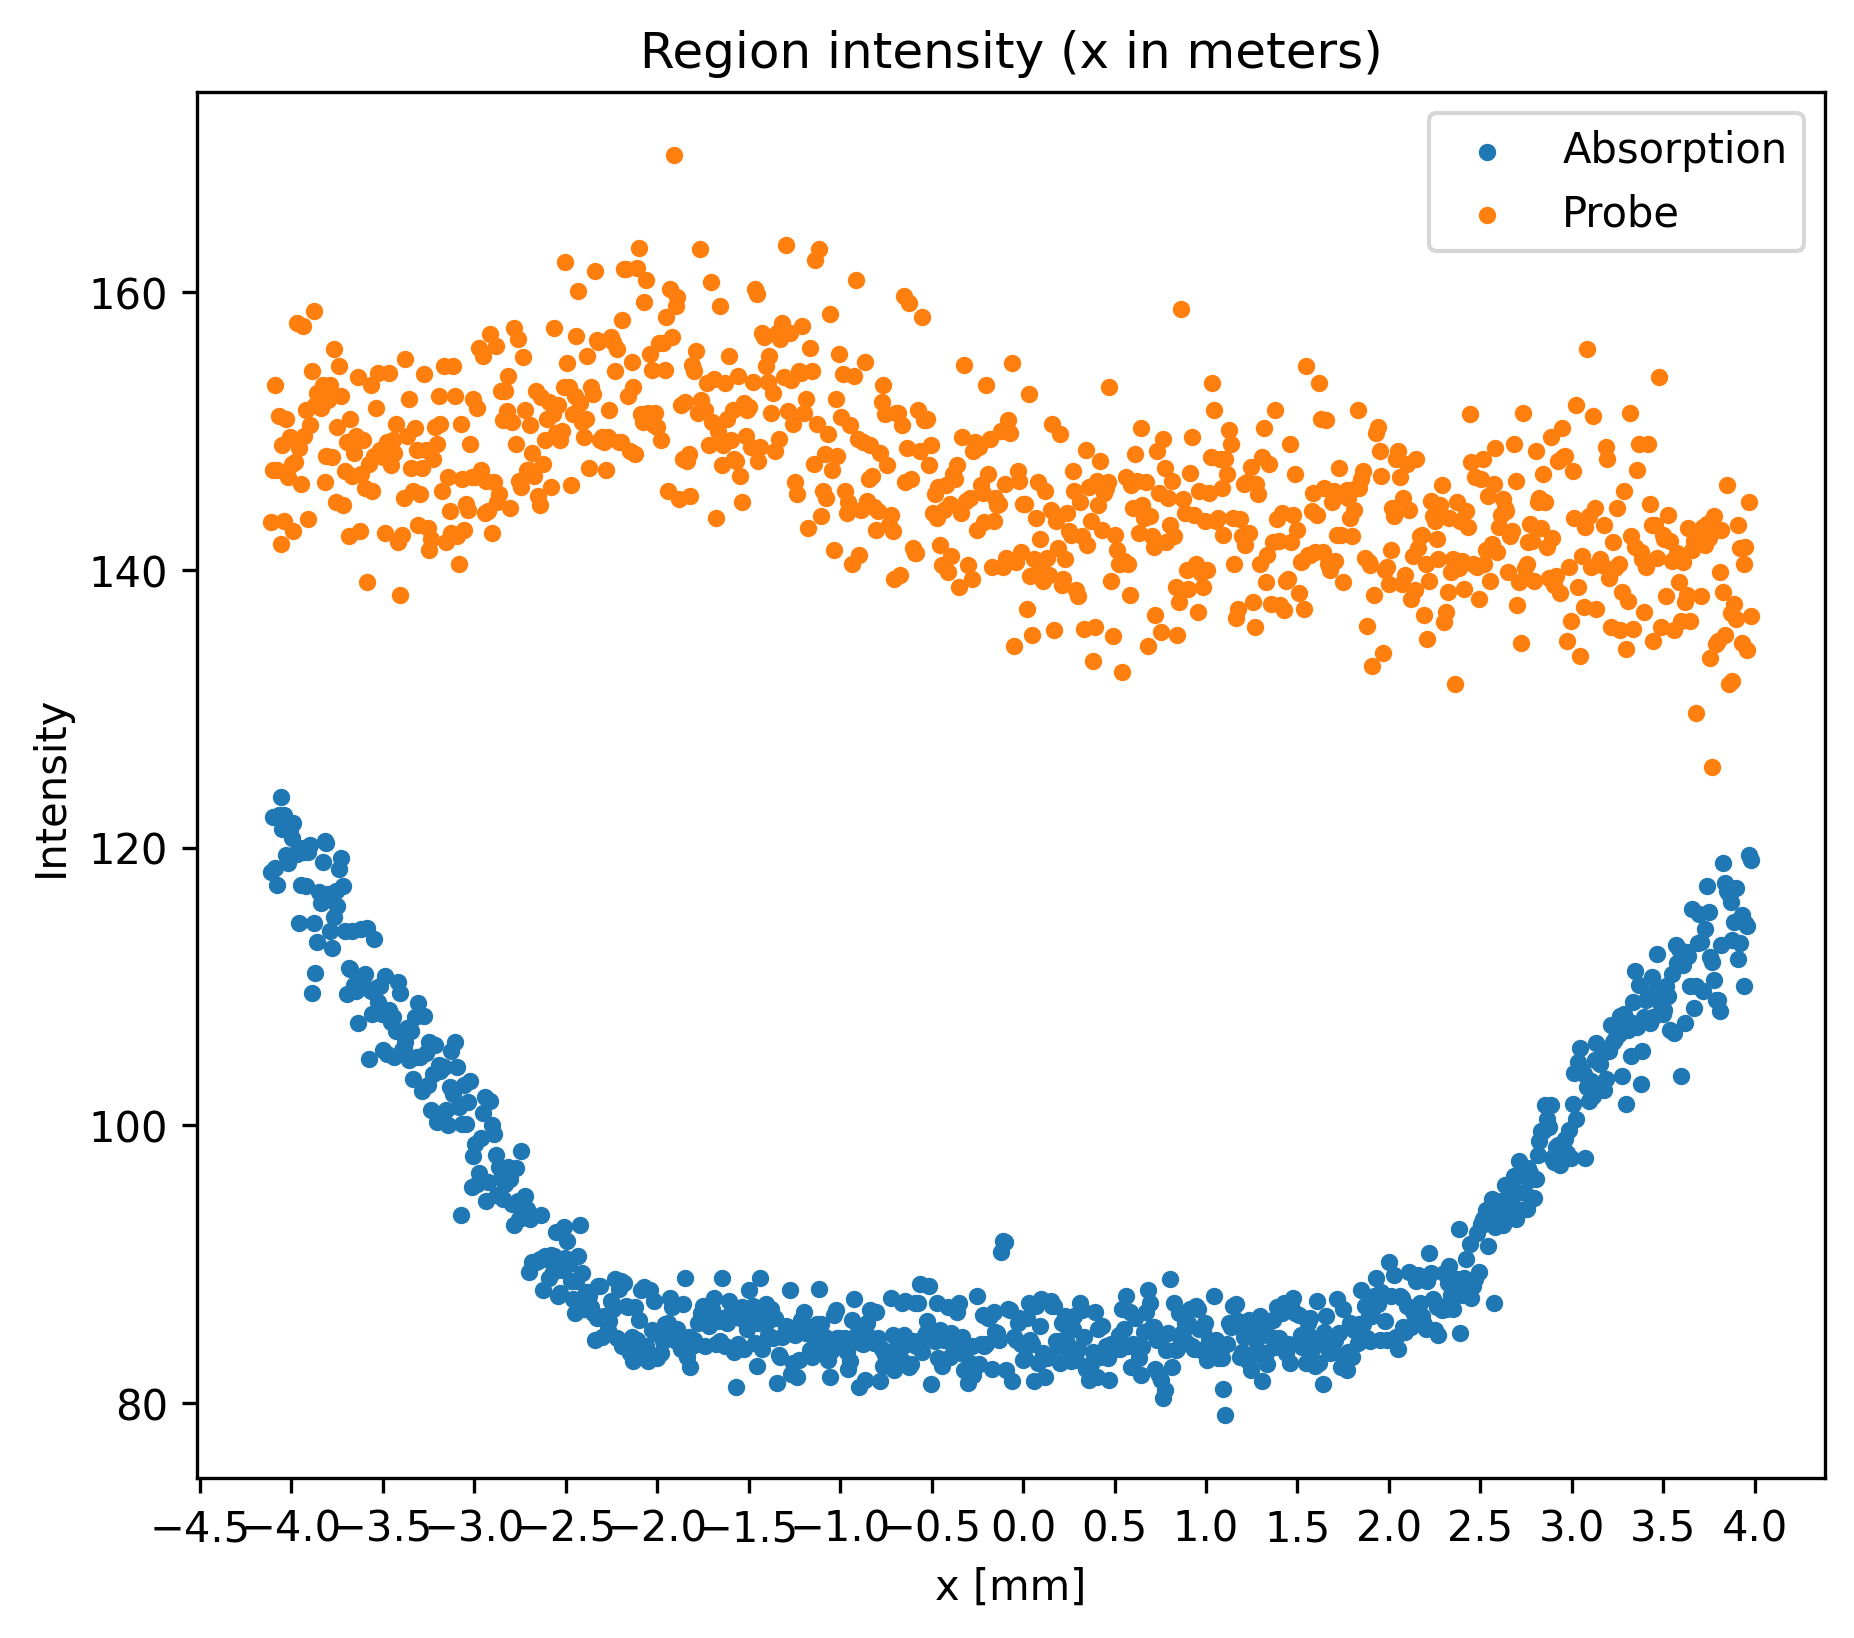 Region intensity (x in meters)
Absorption
Probe
160
140
120
100
80
Intensity
−4.5 −4.0 −3.5 −3.0 −2.5 −2.0 −1.5 −1.0 −0.5 0.0 0.5 1.0 1.5 2.0 2.5 3.0 3.5 4.0
x [mm]